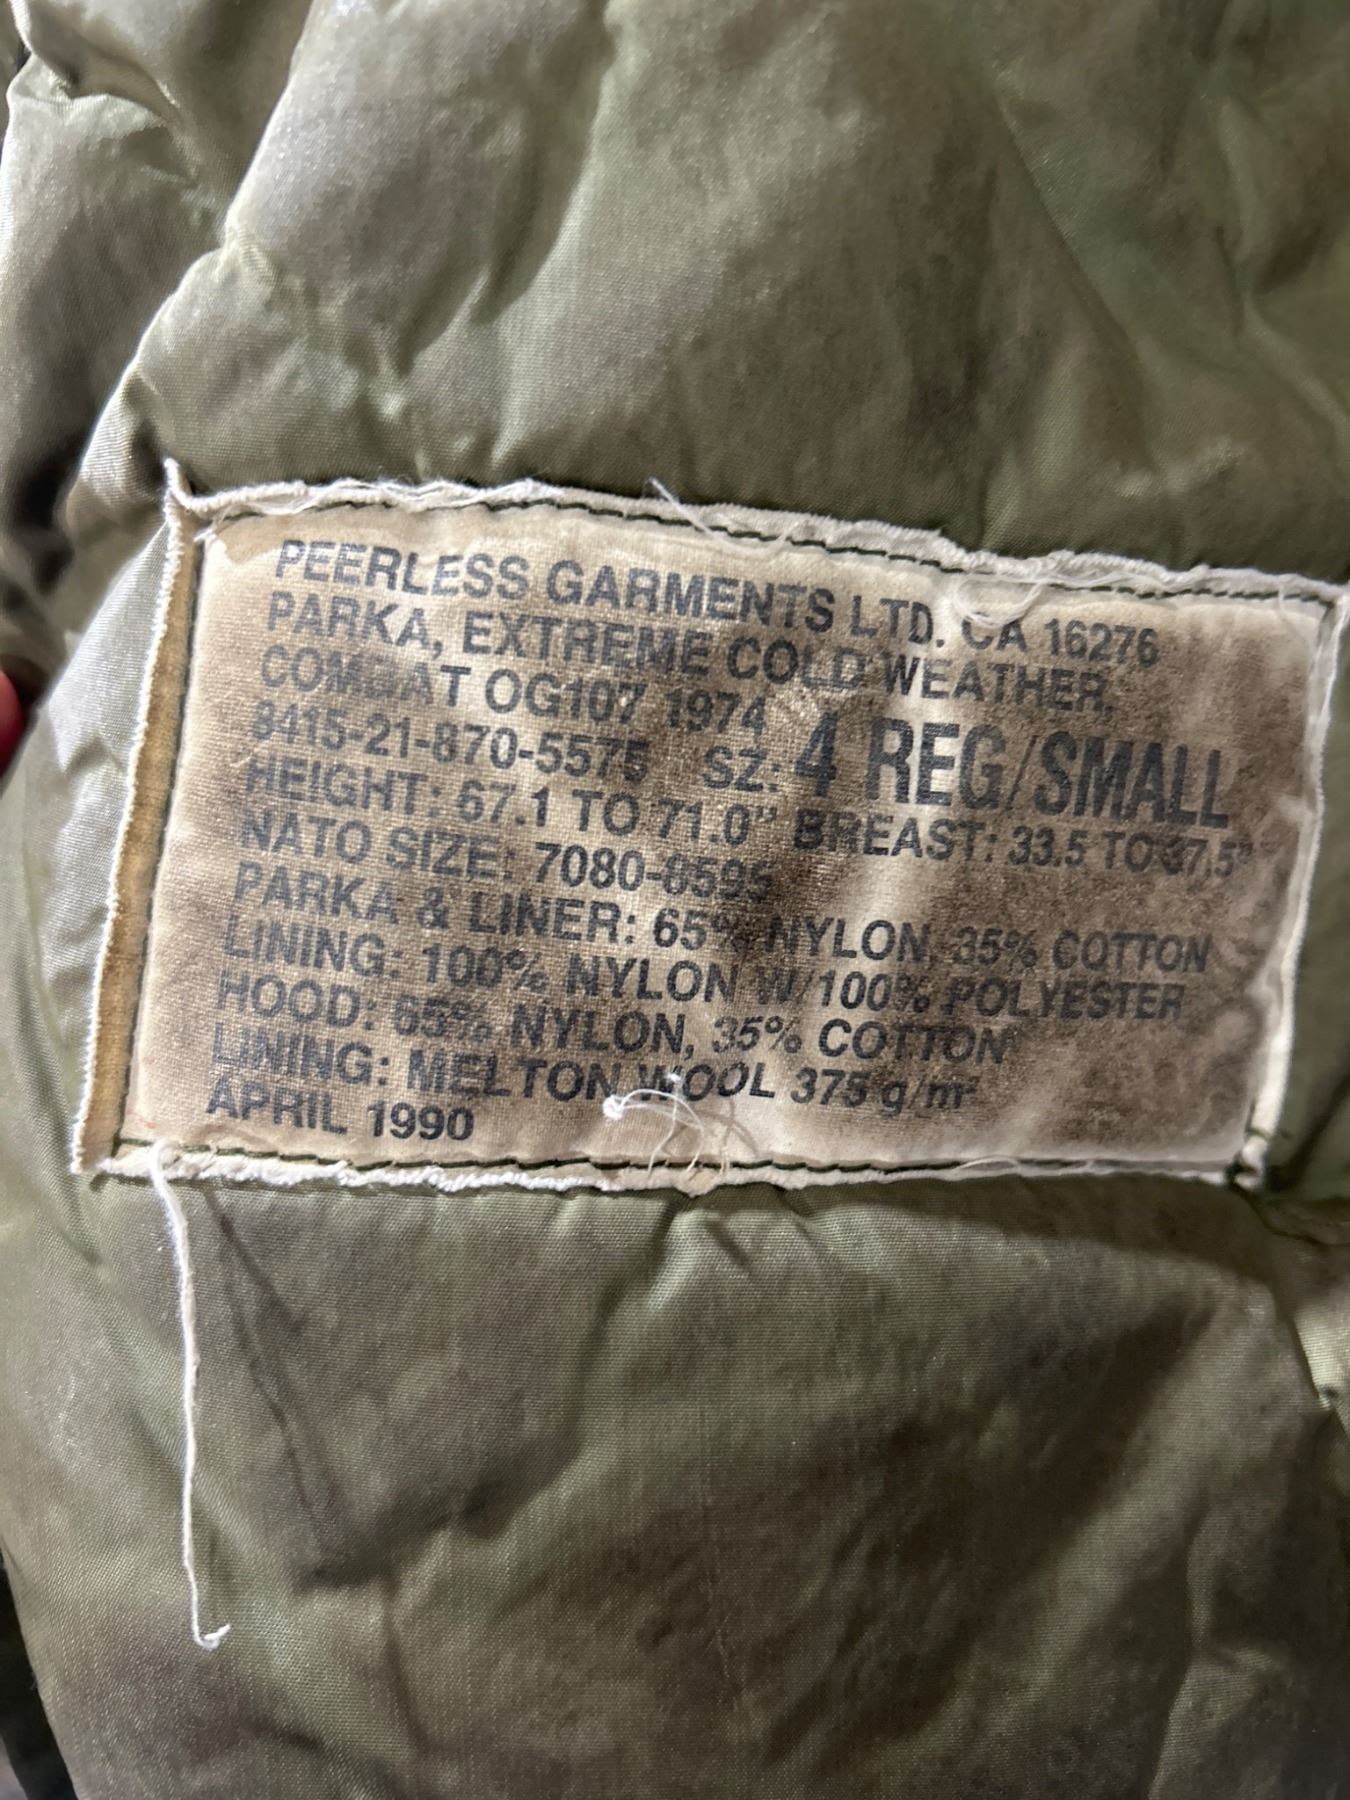 PEERLESS GARMENTS LTD. CA 16276
PARKA, EXTREME COLD WEATHER,
COMBAT OG107 1974
8415-21-870-5575 SZ: 4 REG/SMALL
HEIGHT: 67.1 TO 71.0" BREAST: 33.5 TO 37.5"
NATO SIZE: 7080-8595
PARKA & LINER: 65% NYLON, 35% COTTON
LINING: 100% NYLON W/100% POLYESTER
HOOD: 65% NYLON, 35% COTTON
LINING: MELTON WOOL 375 g/m²
APRIL 1990